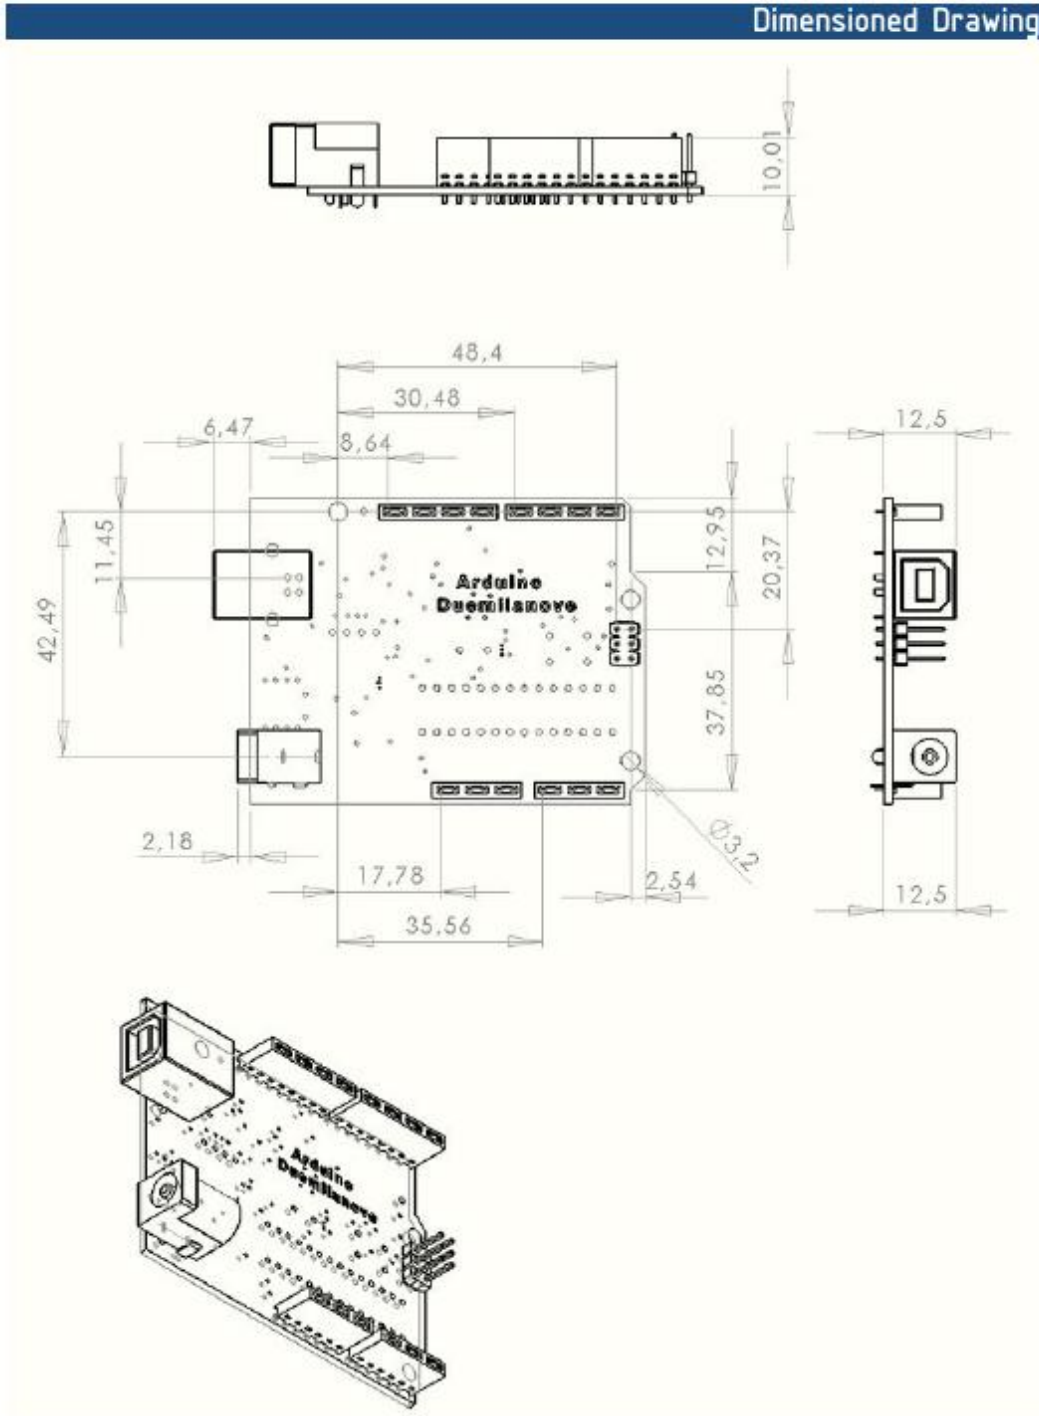 Dimensioned Drawing
10,01
48,4
30,48
6,47
8,64
12,5
11,45
12,95
20,37
Arduino
Duemilanove
42,49
37,85
2,18
Ø3,2
17,78
2,54
12,5
35,56
Arduino
Duemilanove